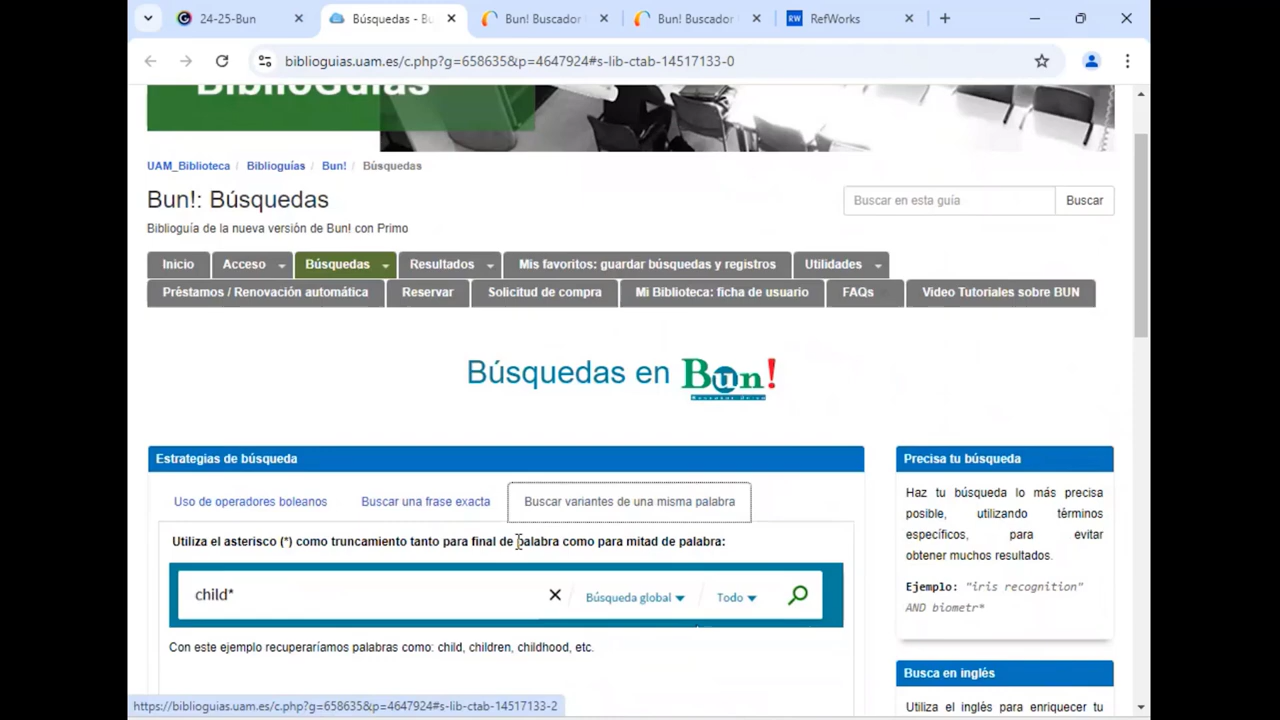 24-25-Bun
Búsquedas - Bu
Bun! Buscador
Bun! Buscador
RW RefWorks
biblioguias.uam.es/c.php?g=658635&p=4647924#s-lib-ctab-14517133-0
BiblioGuías
UAM_Biblioteca / Biblioguías / Bun! / Búsquedas
Bun!: Búsquedas
Buscar en esta guía Buscar
Biblioguía de la nueva versión de Bun! con Primo
Inicio Acceso Búsquedas Resultados Mis favoritos: guardar búsquedas y registros Utilidades
Préstamos / Renovación automática Reservar Solicitud de compra Mi Biblioteca: ficha de usuario FAQs Video Tutoriales sobre BUN
Búsquedas en Bun!
Estrategias de búsqueda
Uso de operadores boleanos Buscar una frase exacta Buscar variantes de una misma palabra
Utiliza el asterisco (*) como truncamiento tanto para final de palabra como para mitad de palabra:
child* Búsqueda global Todo
Con este ejemplo recuperaríamos palabras como: child, children, childhood, etc.
Precisa tu búsqueda
Haz tu búsqueda lo más precisa
posible, utilizando términos
específicos, para
evitar obtener muchos resultados.
Ejemplo: "iris recognition"
AND biometr*
Busca en inglés
Utiliza el inglés para enriquecer tu
https://biblioguias.uam.es/c.php?g=658635&p=4647924#s-lib-ctab-14517133-2